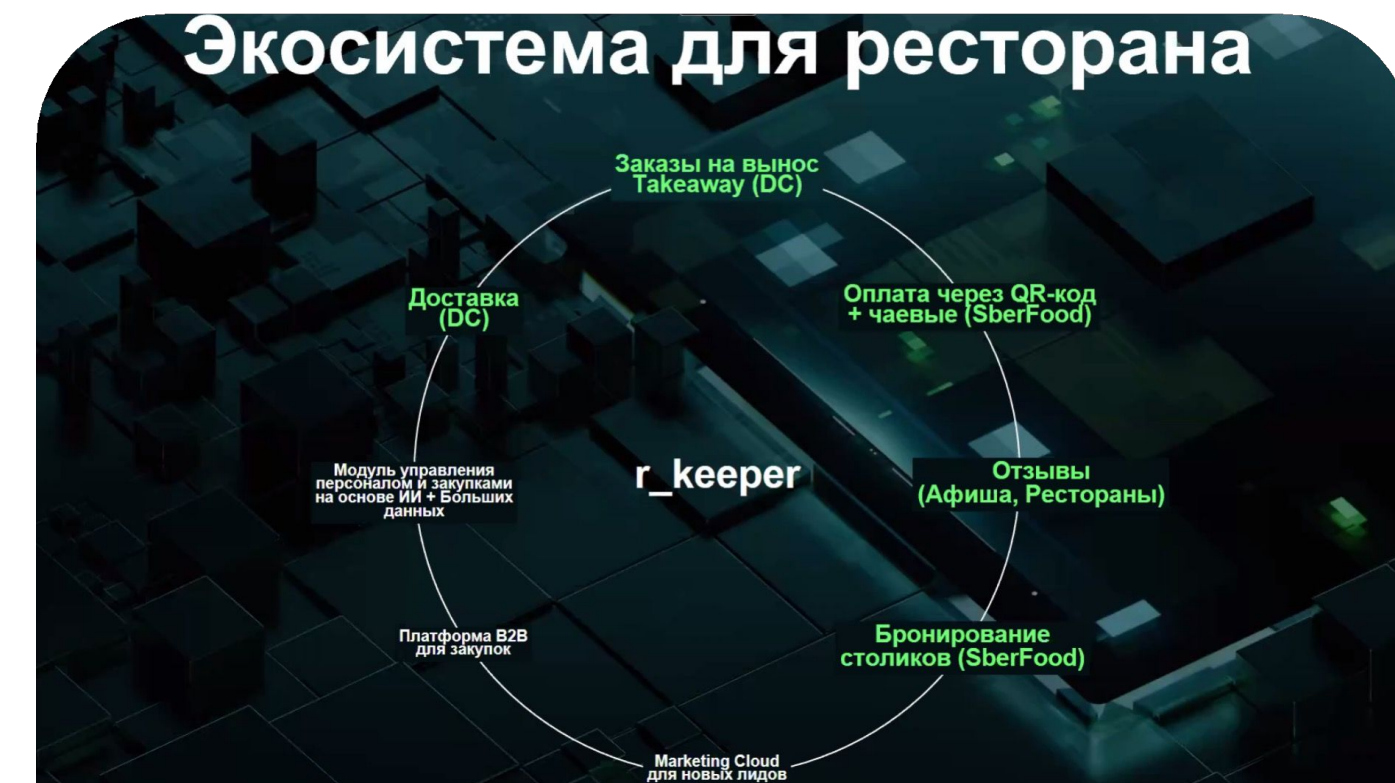 Экосистема для ресторана
Заказы на вынос
Takeaway (DC)
Доставка
(DC)
Оплата через QR-код
+ чаевые (SberFood)
Модуль управления
персоналом и закупками
на основе ИИ + Больших
данных
r_keeper
Отзывы
(Афиша, Рестораны)
Платформа B2B
для закупок
Бронирование
столиков (SberFood)
Marketing Cloud
для новых лидов